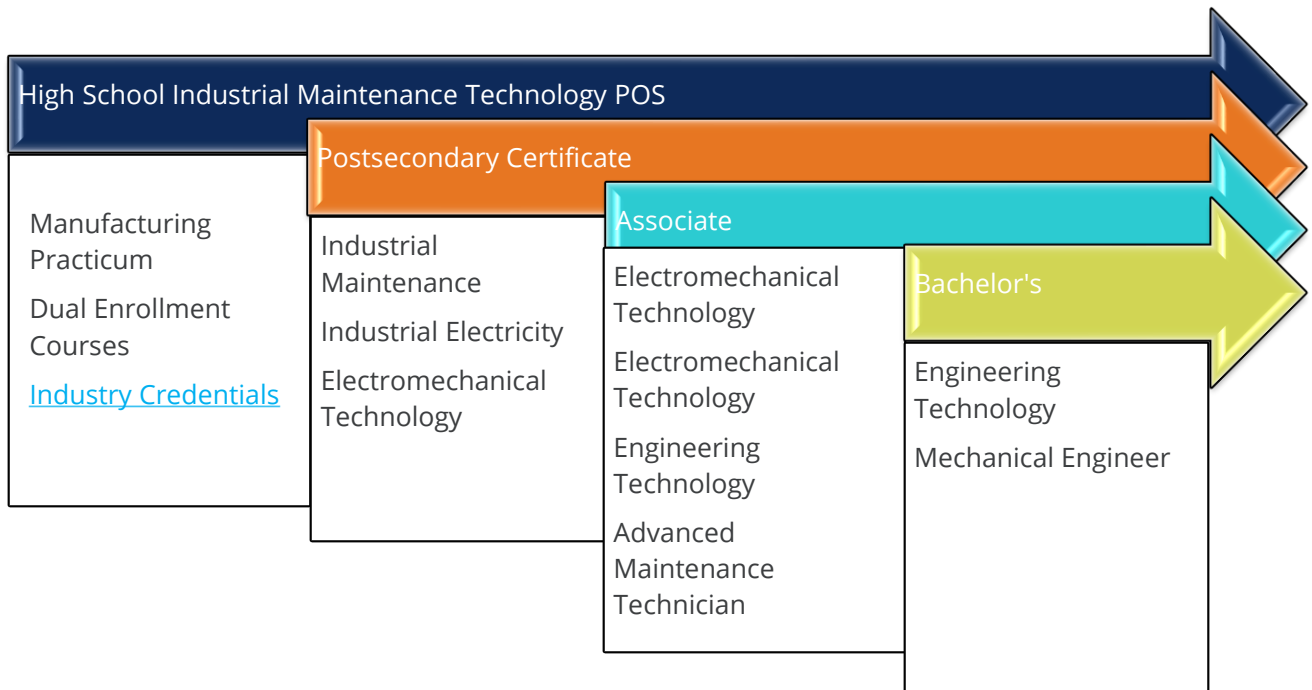 High School Industrial Maintenance Technology POS
Manufacturing
Practicum
Dual Enrollment
Courses
Industry Credentials
Postsecondary Certificate
Industrial
Maintenance
Industrial Electricity
Electromechanical
Technology
Associate
Electromechanical
Technology
Electromechanical
Technology
Engineering
Technology
Advanced
Maintenance
Technician
Bachelor's
Engineering
Technology
Mechanical Engineer